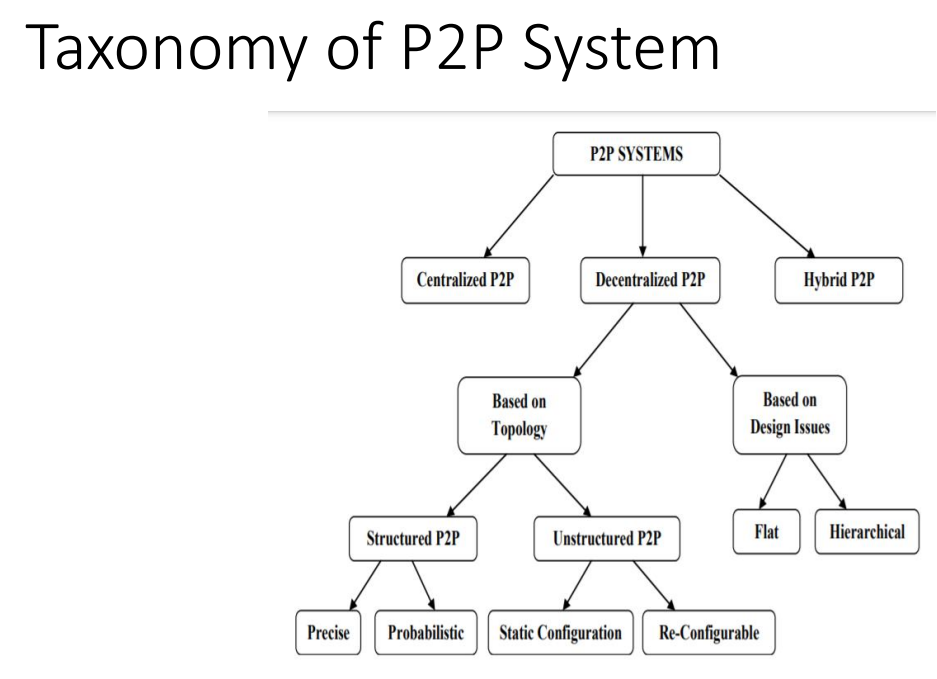 Taxonomy of P2P System
P2P SYSTEMS
Centralized P2P
Decentralized P2P
Hybrid P2P
Based on
Topology
Based on
Design Issues
Structured P2P
Unstructured P2P
Flat
Hierarchical
Precise
Probabilistic
Static Configuration
Re-Configurable